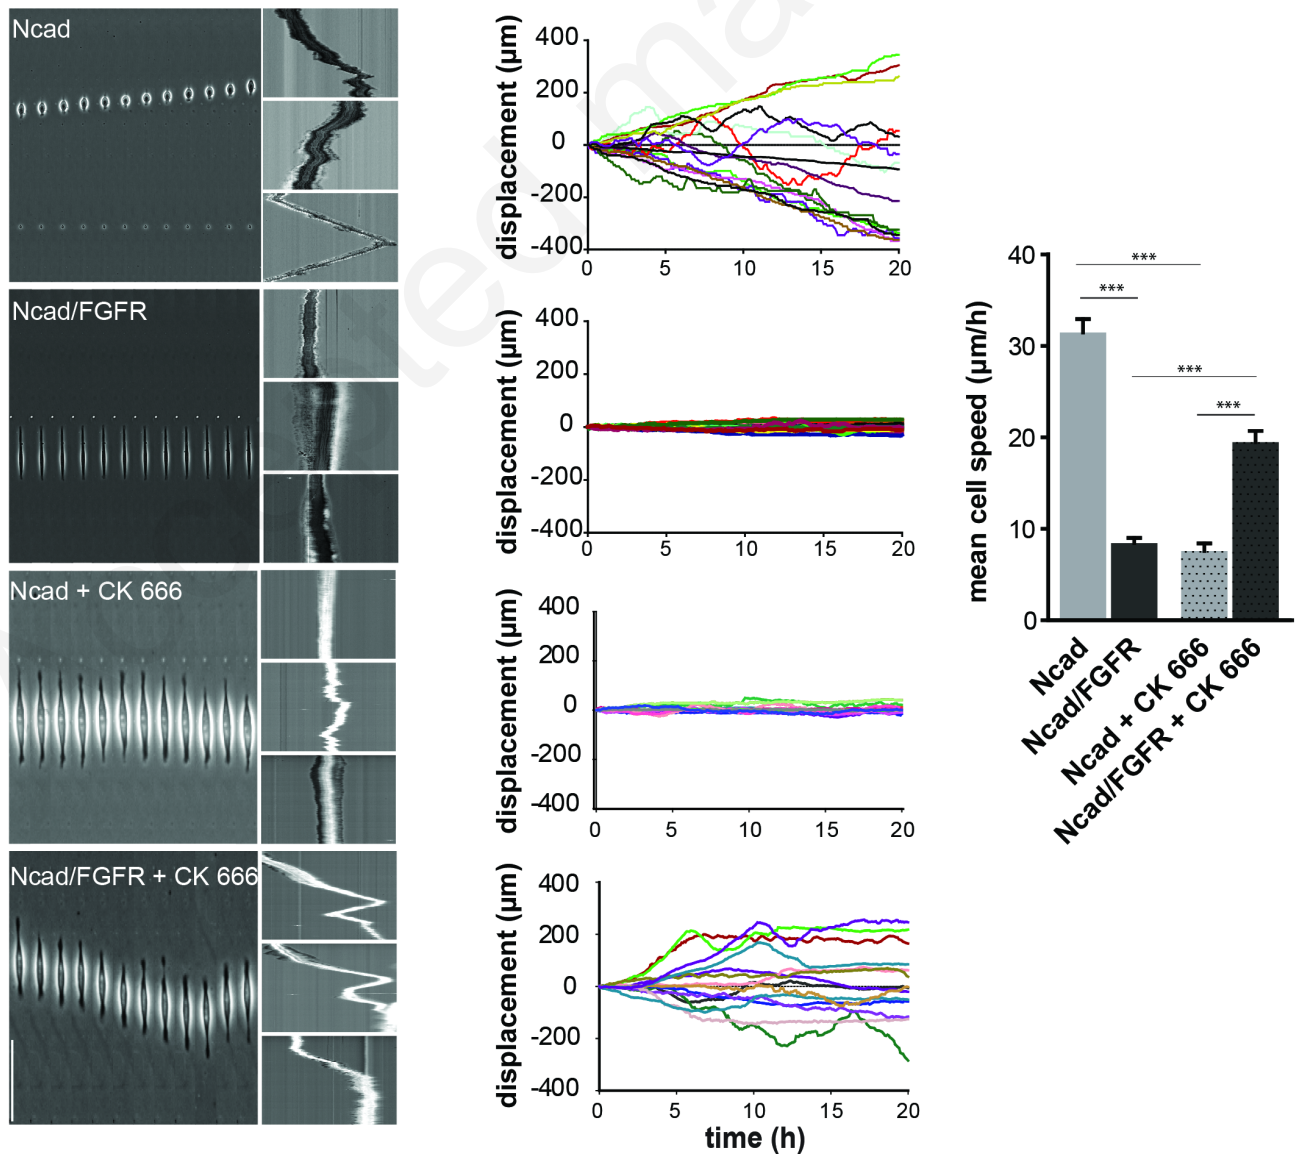 Ncad
Ncad/FGFR
Ncad + CK 666
Ncad/FGFR + CK 666
displacement (µm)
400
200
0
-200
-400
0 5 10 15 20
displacement (µm)
400
200
0
-200
-400
0 5 10 15 20
displacement (µm)
400
200
0
-200
-400
0 5 10 15 20
displacement (µm)
400
200
0
-200
-400
0 5 10 15 20
time (h)
mean cell speed (µm/h)
40
30
20
10
0
***
***
***
***
Ncad
Ncad/FGFR
Ncad + CK 666
Ncad/FGFR + CK 666